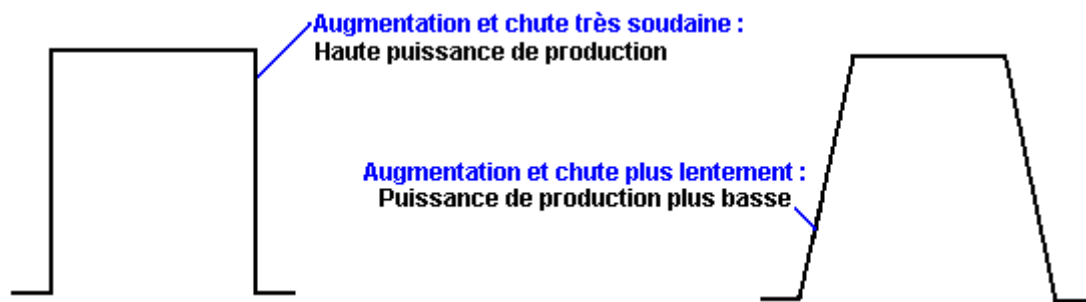 Augmentation et chute très soudaine :
Haute puissance de production
Augmentation et chute plus lentement :
Puissance de production plus basse